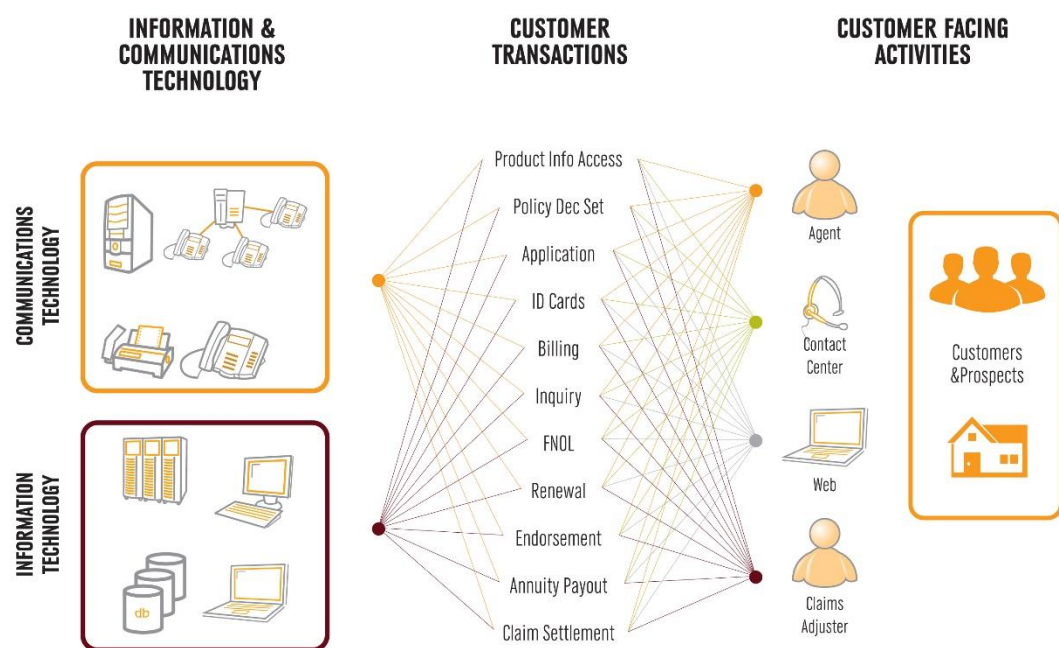 INFORMATION &
COMMUNICATIONS
TECHNOLOGY
CUSTOMER
TRANSACTIONS
CUSTOMER FACING
ACTIVITIES
COMMUNICATIONS
TECHNOLOGY
INFORMATION
TECHNOLOGY
db
Product Info Access
Policy Dec Set
Application
ID Cards
Billing
Inquiry
FNOL
Renewal
Endorsement
Annuity Payout
Claim Settlement
Agent
Contact
Center
Web
Claims
Adjuster
Customers
&Prospects